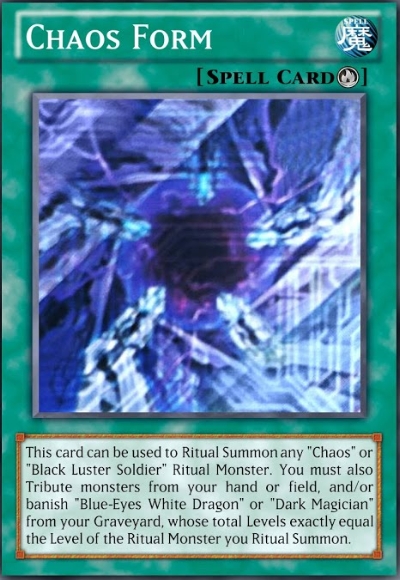 Chaos Form
SPELL
魔
[Spell Card]
This card can be used to Ritual Summon any "Chaos" or
"Black Luster Soldier" Ritual Monster. You must also
Tribute monsters from your hand or field, and/or
banish "Blue-Eyes White Dragon" or "Dark Magician"
from your Graveyard, whose total Levels exactly equal
the Level of the Ritual Monster you Ritual Summon.